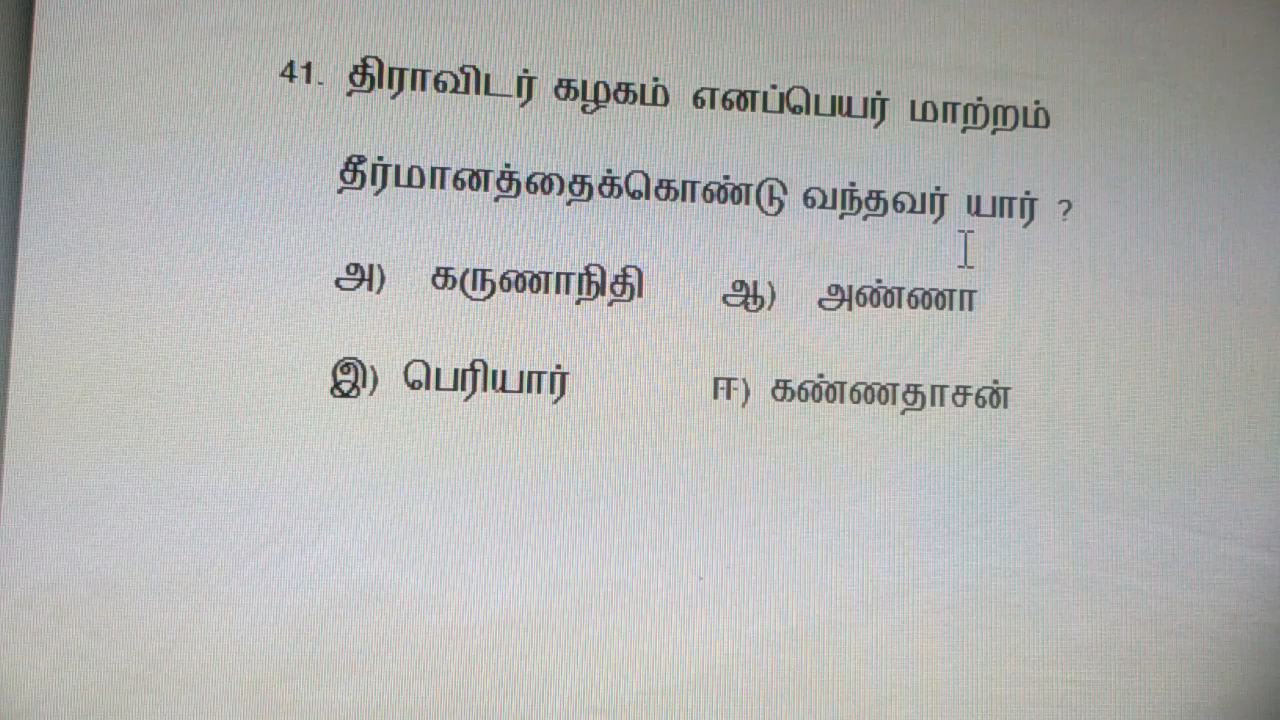 41. திராவிடர் கழகம் எனப்பெயர் மாற்றம்
தீர்மானத்தைக்கொண்டு வந்தவர் யார் ?
அ) கருணாநிதி ஆ) அண்ணா
இ) பெரியார் ஈ) கண்ணதாசன்